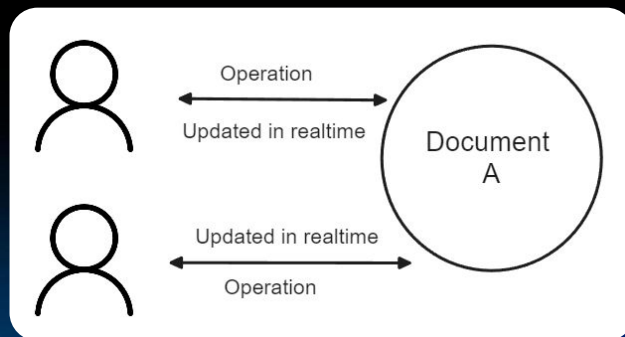 Operation
Updated in realtime
Document
A
Updated in realtime
Operation